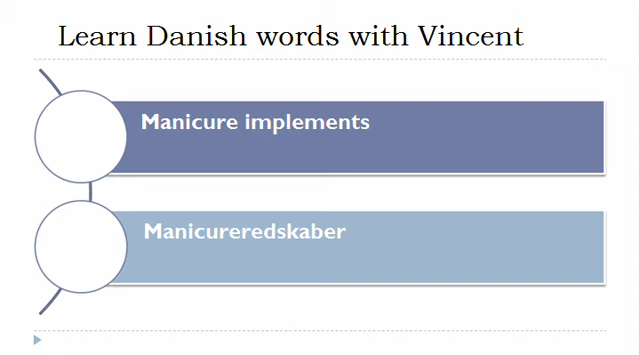 Learn Danish words with Vincent
Manicure implements
Manicureredskaber